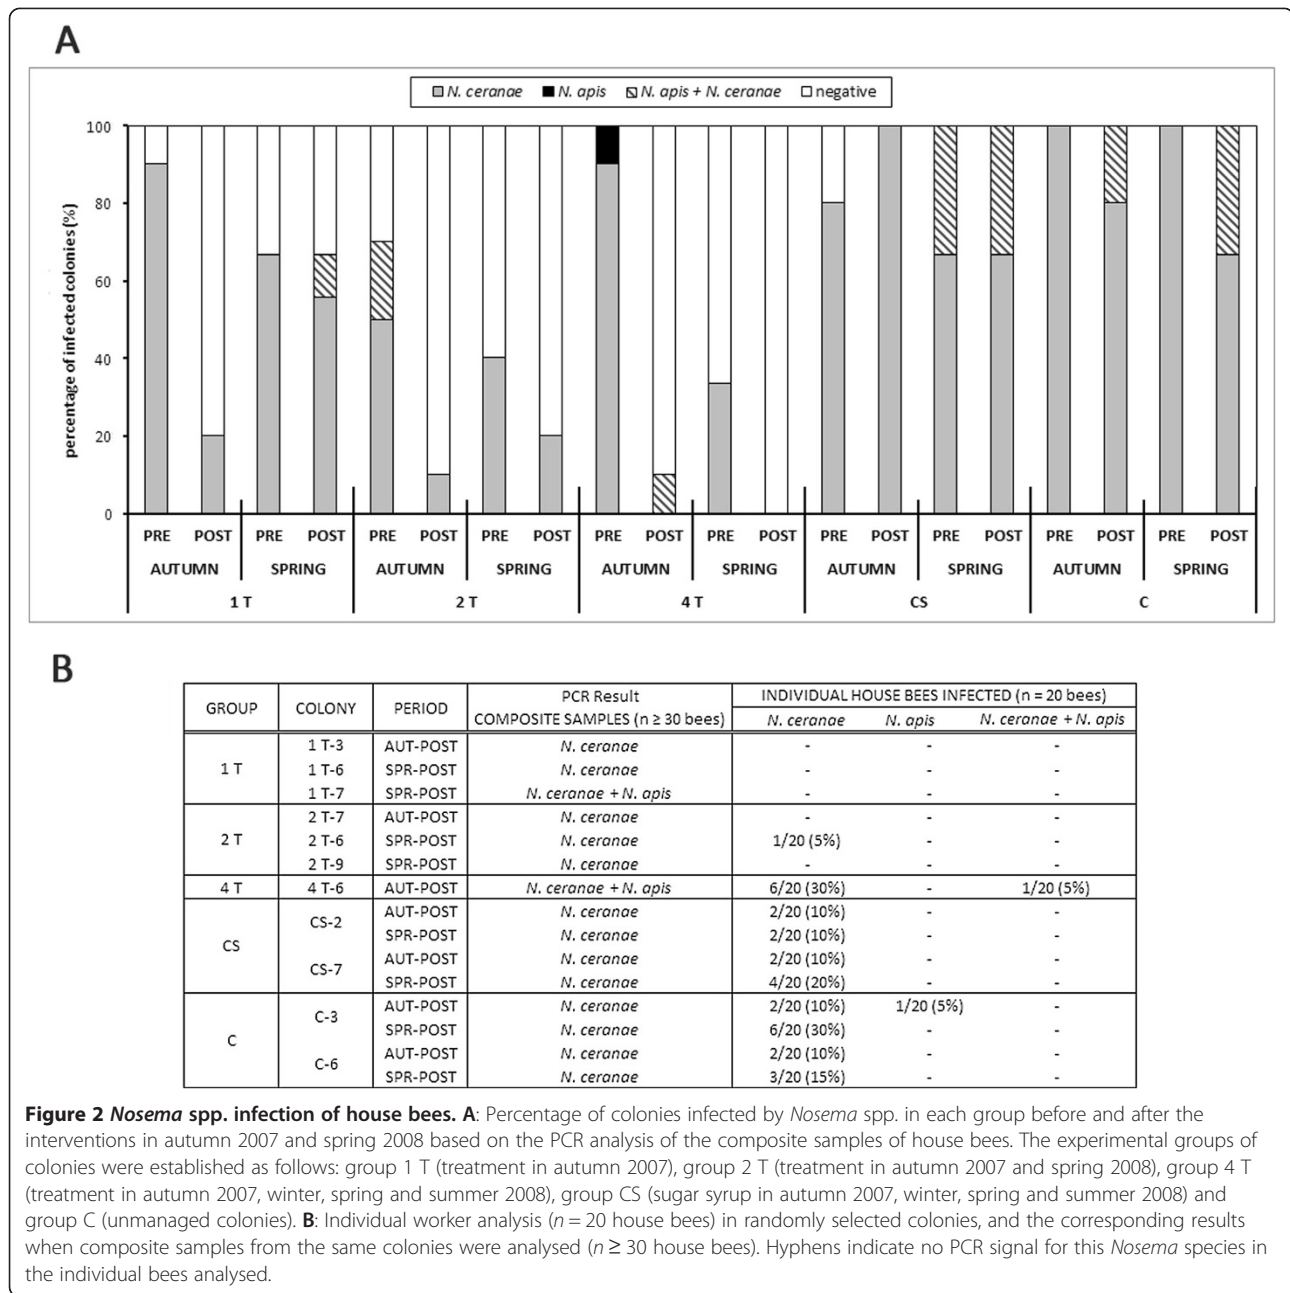 A
N. ceranae N. apis N. apis + N. ceranae negative
percentage of infected colonies (%)
100
80
60
40
20
0
PRE POST PRE POST PRE POST PRE POST PRE POST PRE POST PRE POST PRE POST PRE POST PRE POST
AUTUMN SPRING AUTUMN SPRING AUTUMN SPRING AUTUMN SPRING AUTUMN SPRING
1 T 2 T 4 T CS C
B
GROUP COLONY PERIOD PCR Result COMPOSITE SAMPLES (n ≥ 30 bees) INDIVIDUAL HOUSE BEES INFECTED (n = 20 bees)
N. ceranae N. apis N. ceranae + N. apis
1 T 1 T-3 AUT-POST N. ceranae - - -
1 T-6 SPR-POST N. ceranae - - -
1 T-7 SPR-POST N. ceranae + N. apis - - -
2 T 2 T-7 AUT-POST N. ceranae - - -
2 T-6 SPR-POST N. ceranae 1/20 (5%) - -
2 T-9 SPR-POST N. ceranae - - -
4 T 4 T-6 AUT-POST N. ceranae + N. apis 6/20 (30%) - 1/20 (5%)
CS CS-2 AUT-POST N. ceranae 2/20 (10%) - -
SPR-POST N. ceranae 2/20 (10%) - -
CS-7 AUT-POST N. ceranae 2/20 (10%) - -
SPR-POST N. ceranae 4/20 (20%) - -
C C-3 AUT-POST N. ceranae 2/20 (10%) 1/20 (5%) -
SPR-POST N. ceranae 6/20 (30%) - -
C-6 AUT-POST N. ceranae 2/20 (10%) - -
SPR-POST N. ceranae 3/20 (15%) - -
Figure 2 Nosema spp. infection of house bees. A: Percentage of colonies infected by Nosema spp. in each group before and after the
interventions in autumn 2007 and spring 2008 based on the PCR analysis of the composite samples of house bees. The experimental groups of
colonies were established as follows: group 1 T (treatment in autumn 2007), group 2 T (treatment in autumn 2007 and spring 2008), group 4 T
(treatment in autumn 2007, winter, spring and summer 2008), group CS (sugar syrup in autumn 2007, winter, spring and summer 2008) and
group C (unmanaged colonies). B: Individual worker analysis (n = 20 house bees) in randomly selected colonies, and the corresponding results
when composite samples from the same colonies were analysed (n ≥ 30 house bees). Hyphens indicate no PCR signal for this Nosema species in
the individual bees analysed.